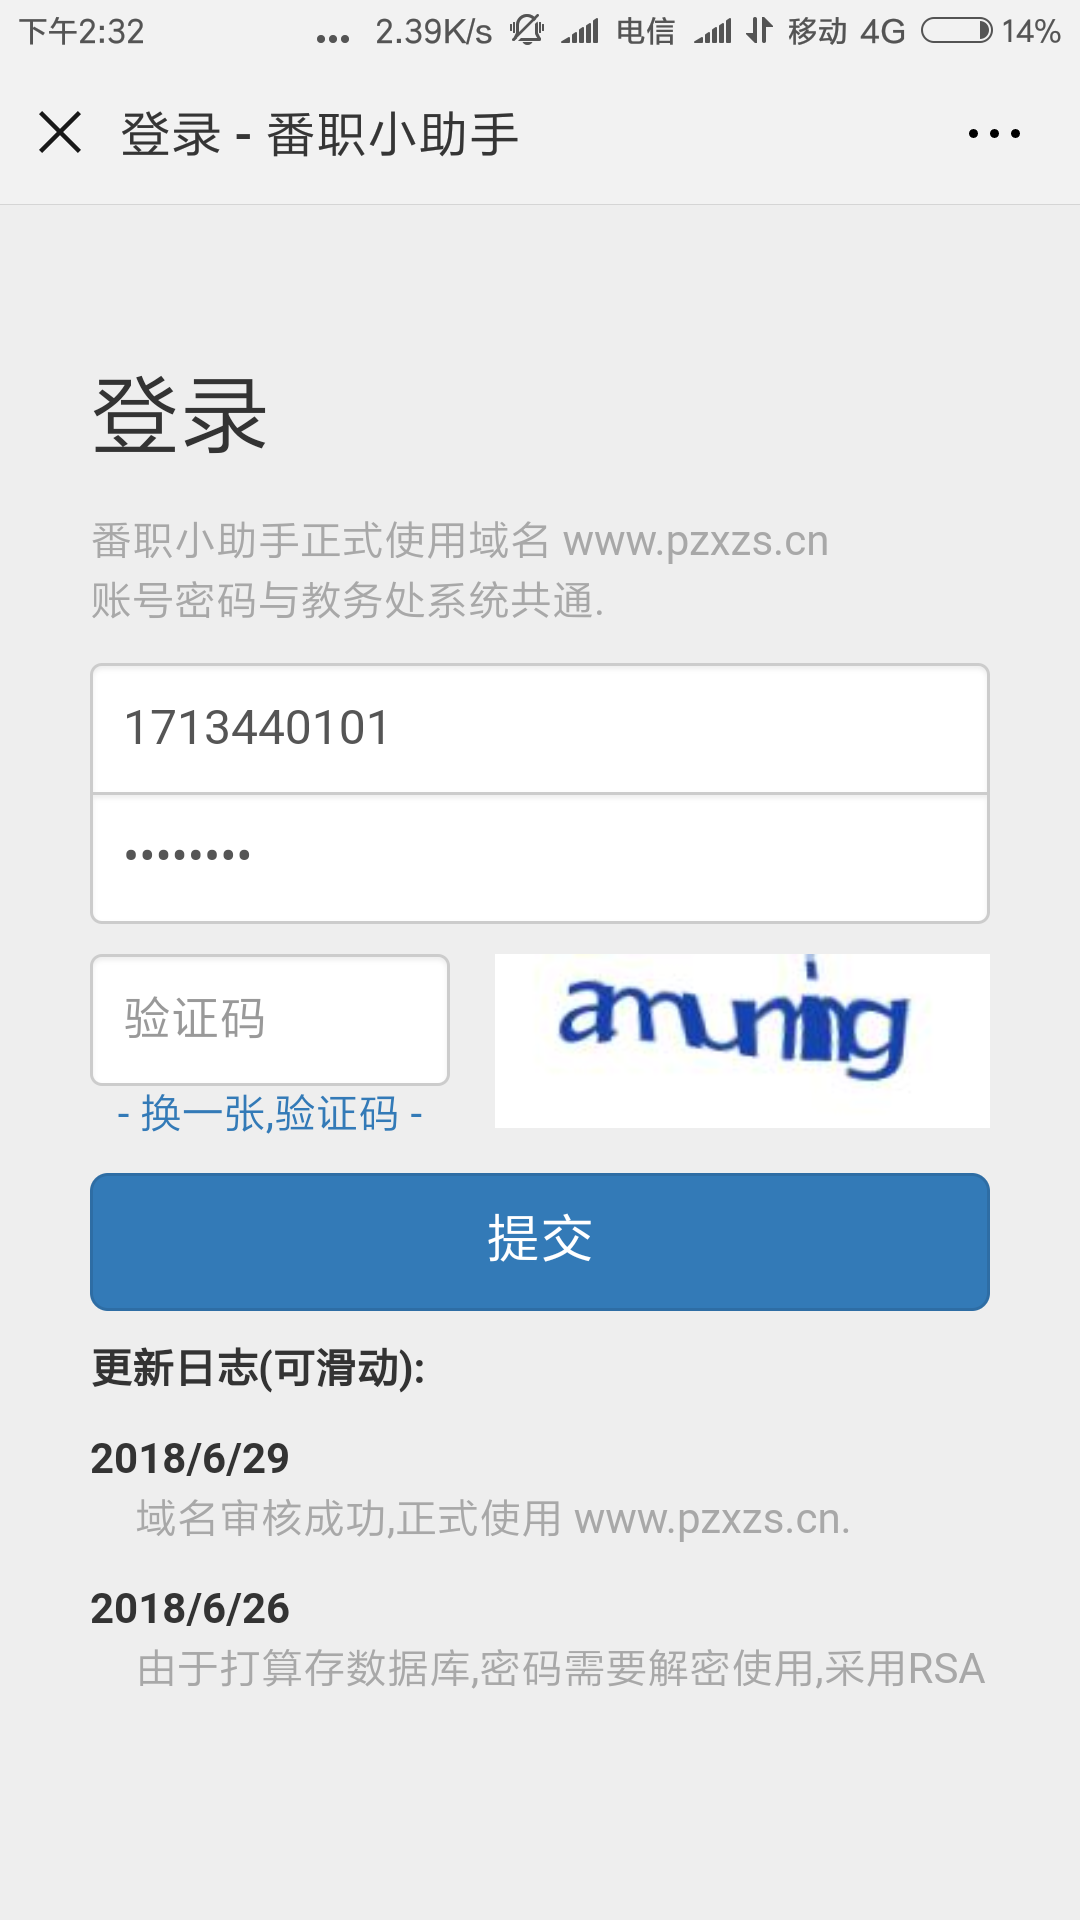 下午2:32 ... 2.39K/s 电信 移动 4G 14%
登录 - 番职小助手
登录
番职小助手正式使用域名 www.pzxzs.cn
账号密码与教务处系统共通.
1713440101
••••••••
验证码
- 换一张,验证码 -
提交
更新日志(可滑动):
2018/6/29
域名审核成功,正式使用 www.pzxzs.cn.
2018/6/26
由于打算存数据库,密码需要解密使用,采用RSA